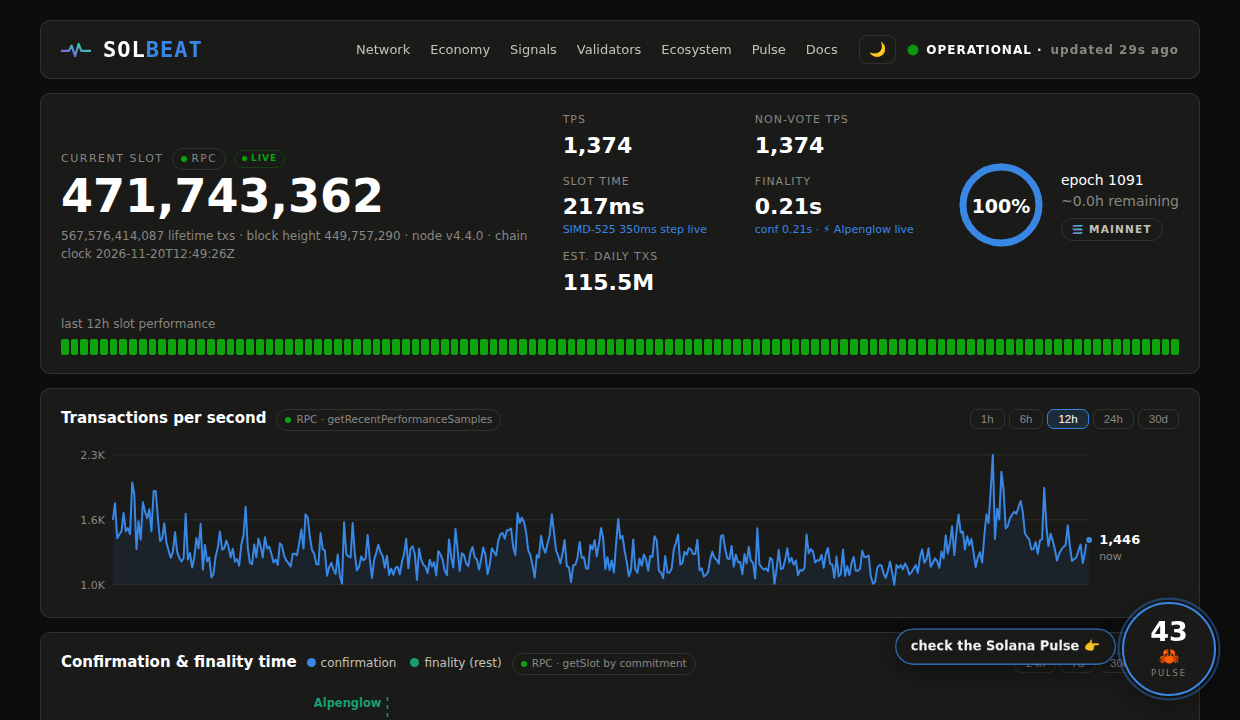 SOLBEAT
Network Economy Signals Validators Ecosystem Pulse Docs
OPERATIONAL · updated 29s ago
CURRENT SLOT RPC LIVE
471,743,362
567,576,414,087 lifetime txs · block height 449,757,290 · node v4.4.0 · chain
clock 2026-11-20T12:49:26Z
TPS
1,374
NON-VOTE TPS
1,374
SLOT TIME
217ms
SIMD-525 350ms step live
FINALITY
0.21s
conf 0.21s · ⚡ Alpenglow live
EST. DAILY TXS
115.5M
100%
epoch 1091
~0.0h remaining
MAINNET
last 12h slot performance
Transactions per second RPC · getRecentPerformanceSamples
1h 6h 12h 24h 30d
2.3K
1.6K
1.0K
1,446
now
Confirmation & finality time confirmation finality (rest) RPC · getSlot by commitment
Alpenglow
check the Solana Pulse 👉
43
PULSE